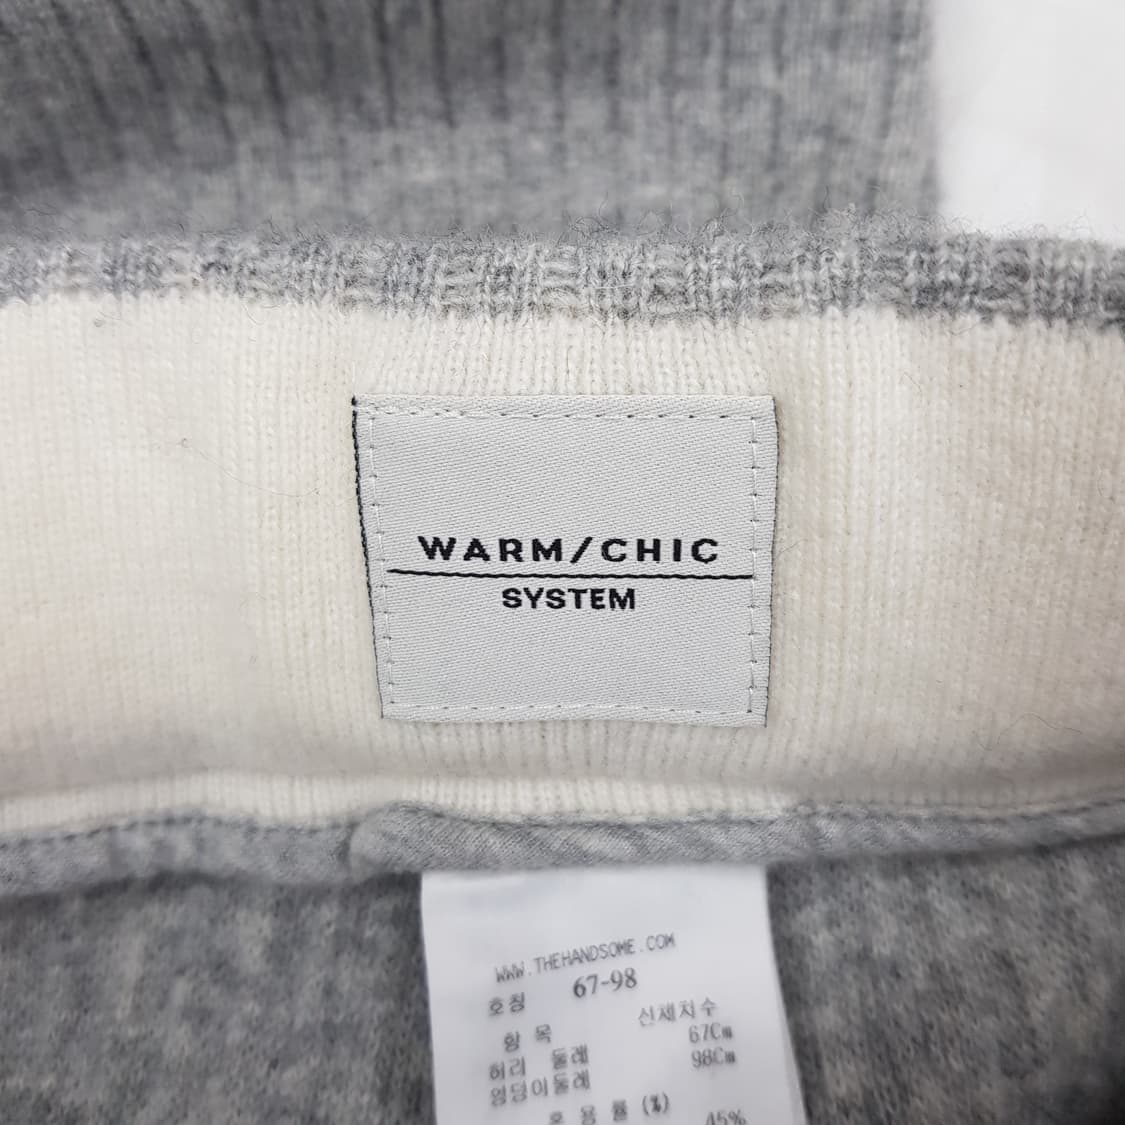 WARM/CHIC
SYSTEM
WWW.THEHANDSOME.COM
호칭 67-98
항 목 신체치수
허리 둘레 67Cm
엉덩이둘레 98Cm
혼 용 률 (%)
45%